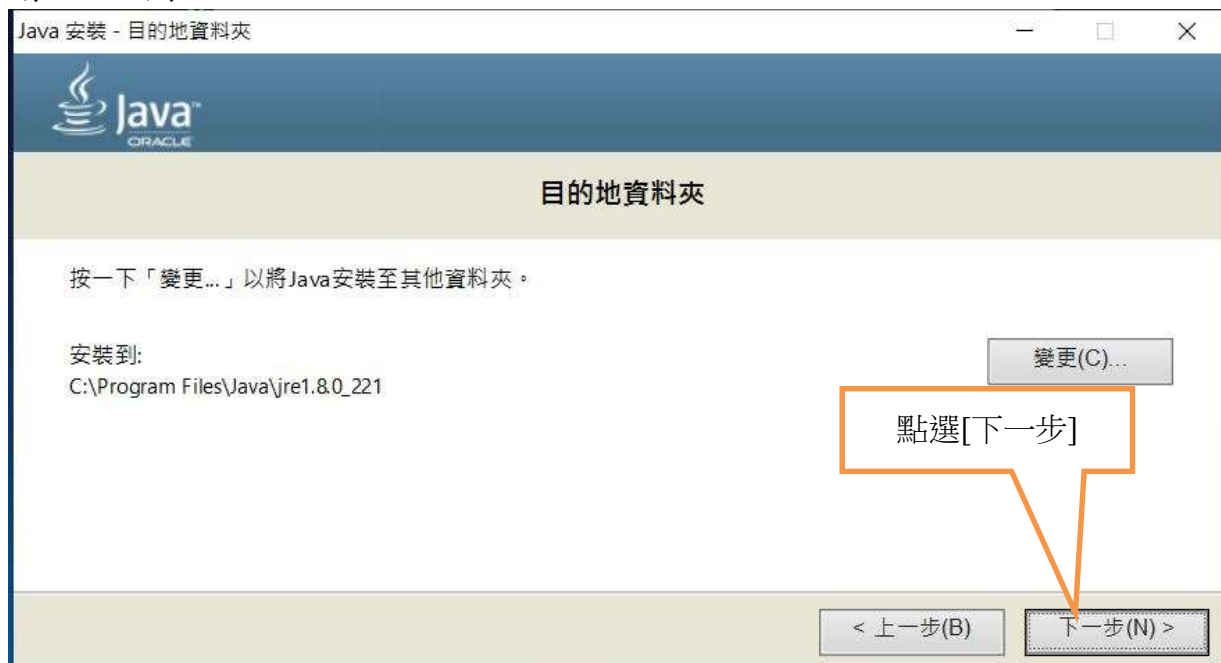 Java 安裝 - 目的地資料夾
Java™
ORACLE
目的地資料夾
按一下「變更...」以將Java安裝至其他資料夾。
安裝到:
變更(C)...
C:\Program Files\Java\jre1.8.0_221
點選[下一步]
< 上一步(B)
下一步(N) >